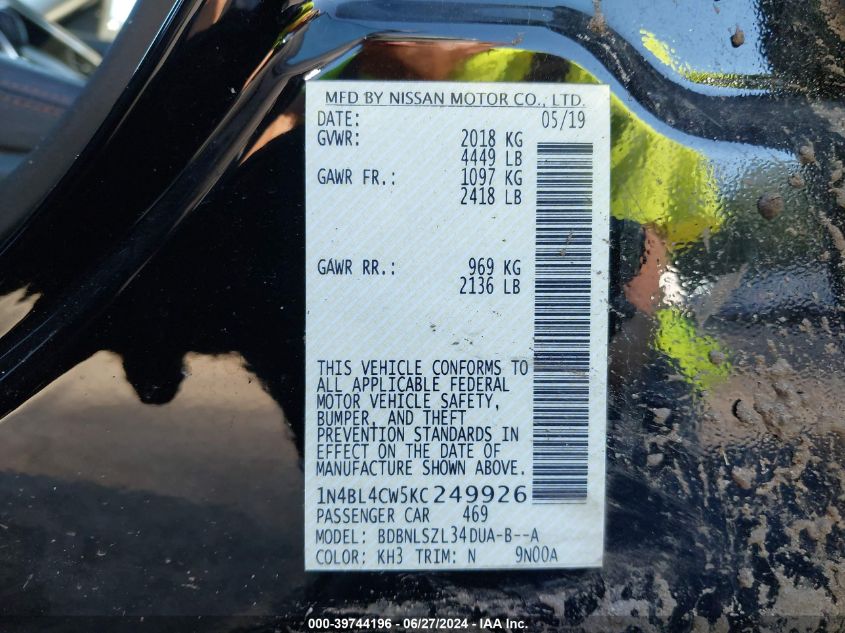 MFD BY NISSAN MOTOR CO., LTD.
DATE: 05/19
GVWR: 2018 KG
4449 LB
GAWR FR.: 1097 KG
2418 LB
GAWR RR.: 969 KG
2136 LB
THIS VEHICLE CONFORMS TO
ALL APPLICABLE FEDERAL
MOTOR VEHICLE SAFETY,
BUMPER, AND THEFT
PREVENTION STANDARDS IN
EFFECT ON THE DATE OF
MANUFACTURE SHOWN ABOVE.
1N4BL4CW5KC249926
PASSENGER CAR 469
MODEL: BDBNLSZL34DUA-B--A
COLOR: KH3 TRIM: N 9N00A
000-39744196 - 06/27/2024 - IAA Inc.